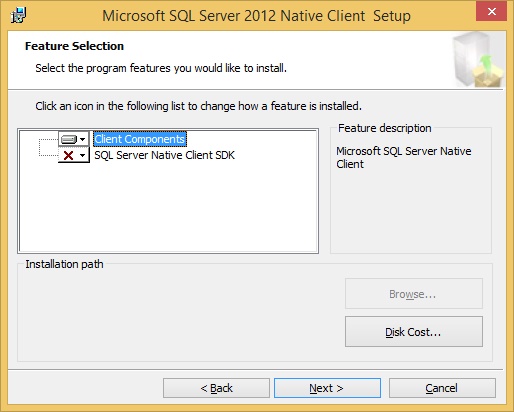 Microsoft SQL Server 2012 Native Client Setup
Feature Selection
Select the program features you would like to install.
Click an icon in the following list to change how a feature is installed.
Client Components
SQL Server Native Client SDK
Feature description
Microsoft SQL Server Native
Client
Installation path
Browse...
Disk Cost...
< Back
Next >
Cancel